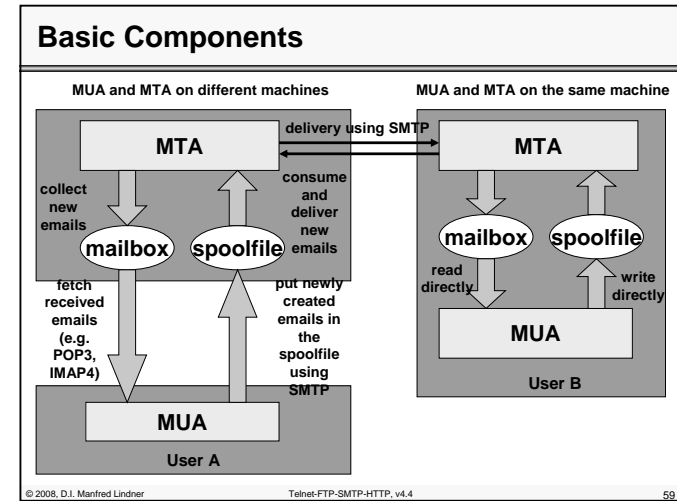 Basic Components
MUA and MTA on different machines
MUA and MTA on the same machine
MTA
delivery using SMTP
MTA
collect
new
emails
consume
and
deliver
new
emails
mailbox
spoolfile
mailbox
spoolfile
fetch
received
emails
(e.g.
POP3,
IMAP4)
put newly
created
emails in
the
spoolfile
using
SMTP
read
directly
write
directly
MUA
User B
MUA
User A
© 2008, D.I. Manfred Lindner
Telnet-FTP-SMTP-HTTP, v4.4
59